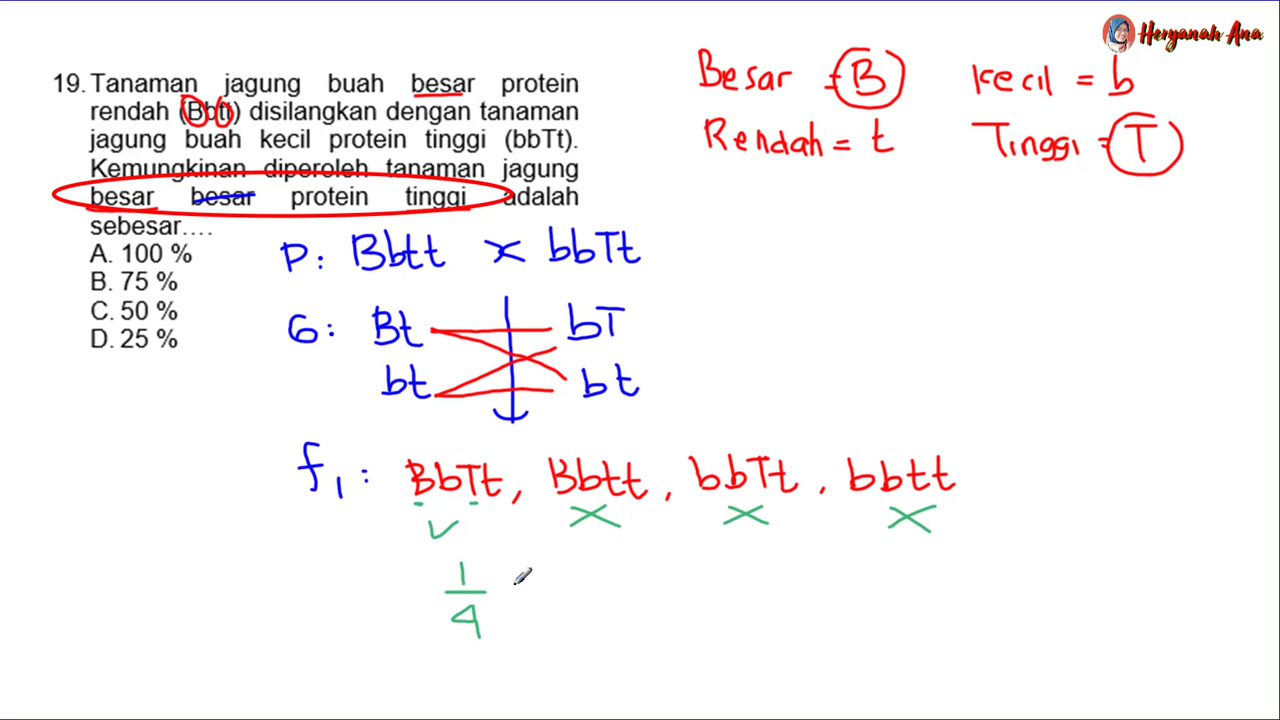 Heryanah Ana
19. Tanaman jagung buah besar protein
rendah (Bbtt) disilangkan dengan tanaman
jagung buah kecil protein tinggi (bbTt).
Kemungkinan diperoleh tanaman jagung
besar besar protein tinggi adalah
sebesar....
A. 100 %
B. 75 %
C. 50 %
D. 25 %
Besar = B
Kecil = b
Rendah = t
Tinggi = T
P: Bbtt x bbTt
G: Bt bT
bt bt
f1: BbTt, Bbtt, bbTt, bbtt
1
4